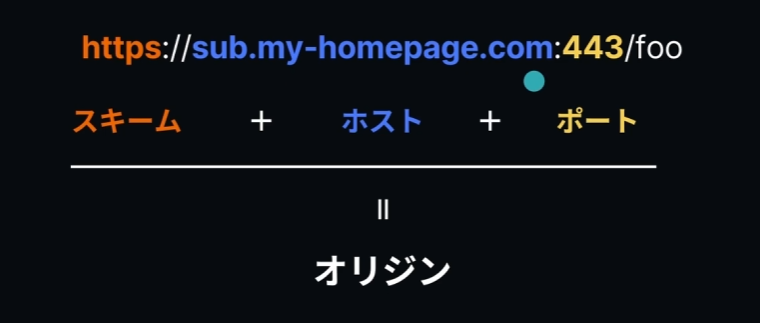 https://sub.my-homepage.com:443/foo
スキーム + ホスト + ポート
=
オリジン